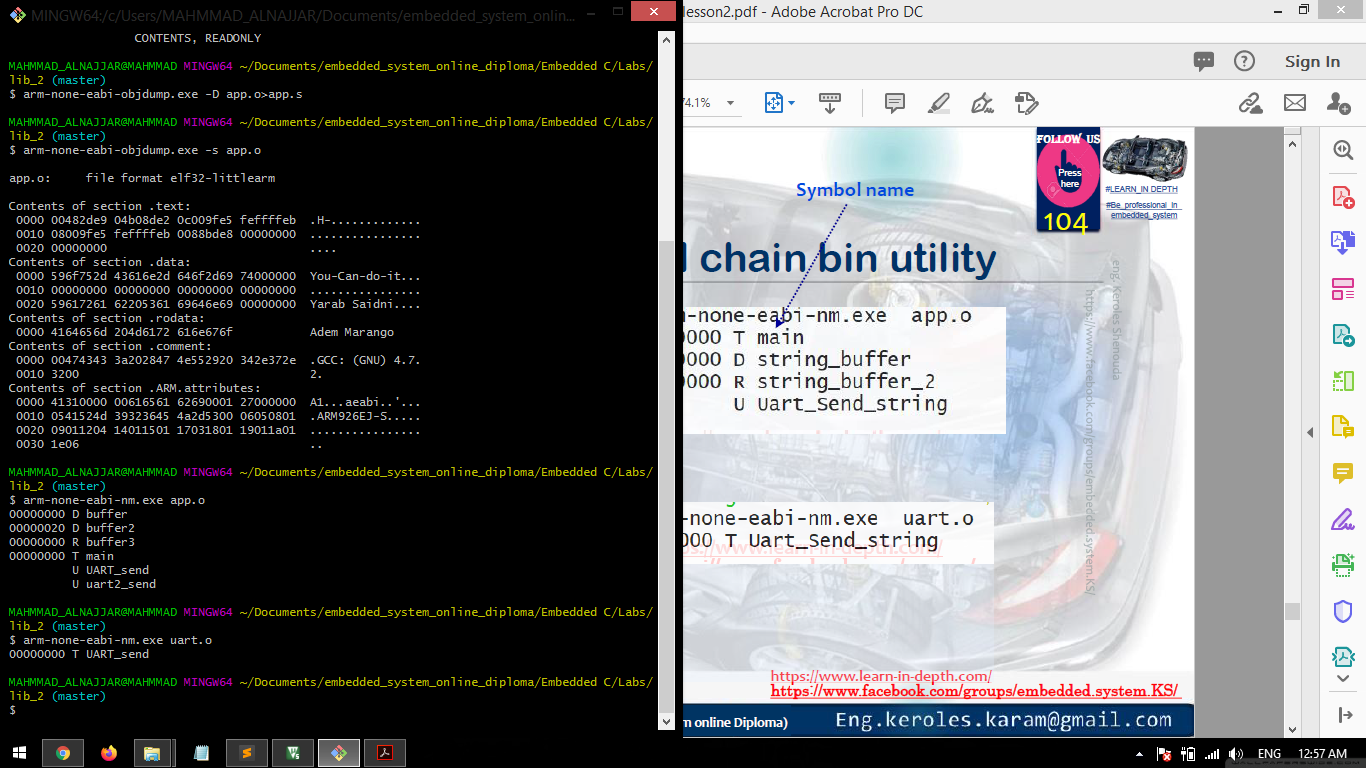 MINGW64:/c/Users/MAHMMAD_ALNAJJAR/Documents/embedded_system_onlin...
CONTENTS, READONLY
MAHMMAD_ALNAJJAR@MAHMMAD MINGW64 ~/Documents/embedded_system_online_diploma/Embedded C/Labs/
lib_2 (master)
$ arm-none-eabi-objdump.exe -D app.o>app.s
MAHMMAD_ALNAJJAR@MAHMMAD MINGW64 ~/Documents/embedded_system_online_diploma/Embedded C/Labs/
lib_2 (master)
$ arm-none-eabi-objdump.exe -s app.o
app.o:     file format elf32-littlearm
Contents of section .text:
0000 00482de9 04b08de2 0c009fe5 feffffeb  .H-.............
0010 08009fe5 feffffeb 0088bde8 00000000  ................
0020 00000000                             ....
Contents of section .data:
0000 596f752d 43616e2d 646f2d69 74000000  You-Can-do-it...
0010 00000000 00000000 00000000 00000000  ................
0020 59617261 62205361 69646e69 00000000  Yarab Saidni....
Contents of section .rodata:
0000 4164656d 204d6172 616e676f           Adem Marango
Contents of section .comment:
0000 00474343 3a202847 4e552920 342e372e  .GCC: (GNU) 4.7.
0010 3200                                 2.
Contents of section .ARM.attributes:
0000 41310000 00616561 62690001 27000000  A1...aeabi..'...
0010 0541524d 39323645 4a2d5300 06050801  .ARM926EJ-S.....
0020 09011204 14011501 17031801 19011a01  ................
0030 1e06                                 ..
MAHMMAD_ALNAJJAR@MAHMMAD MINGW64 ~/Documents/embedded_system_online_diploma/Embedded C/Labs/
lib_2 (master)
$ arm-none-eabi-nm.exe app.o
00000000 D buffer
00000020 D buffer2
00000000 R buffer3
00000000 T main
U UART_send
U uart2_send
MAHMMAD_ALNAJJAR@MAHMMAD MINGW64 ~/Documents/embedded_system_online_diploma/Embedded C/Labs/
lib_2 (master)
$ arm-none-eabi-nm.exe uart.o
00000000 T UART_send
MAHMMAD_ALNAJJAR@MAHMMAD MINGW64 ~/Documents/embedded_system_online_diploma/Embedded C/Labs/
lib_2 (master)
$
lesson2.pdf - Adobe Acrobat Pro DC
Sign In
74.1%
FOLLOW US
Press
here
104
#LEARN_IN DEPTH
#Be_professional_in
embedded_system
Symbol name
chain bin utility
-none-eabi-nm.exe  app.o
0000 T main
0000 D string_buffer
0000 R string_buffer_2
U Uart_Send_string
-none-eabi-nm.exe  uart.o
000 T Uart_Send_string
eng. Keroles Shenouda
https://www.facebook.com/groups/embedded.system.KS/
https://www.learn-in-depth.com/
https://www.facebook.com/groups/embedded.system.KS/
online Diploma)
Eng.keroles.karam@gmail.com
ENG
12:57 AM